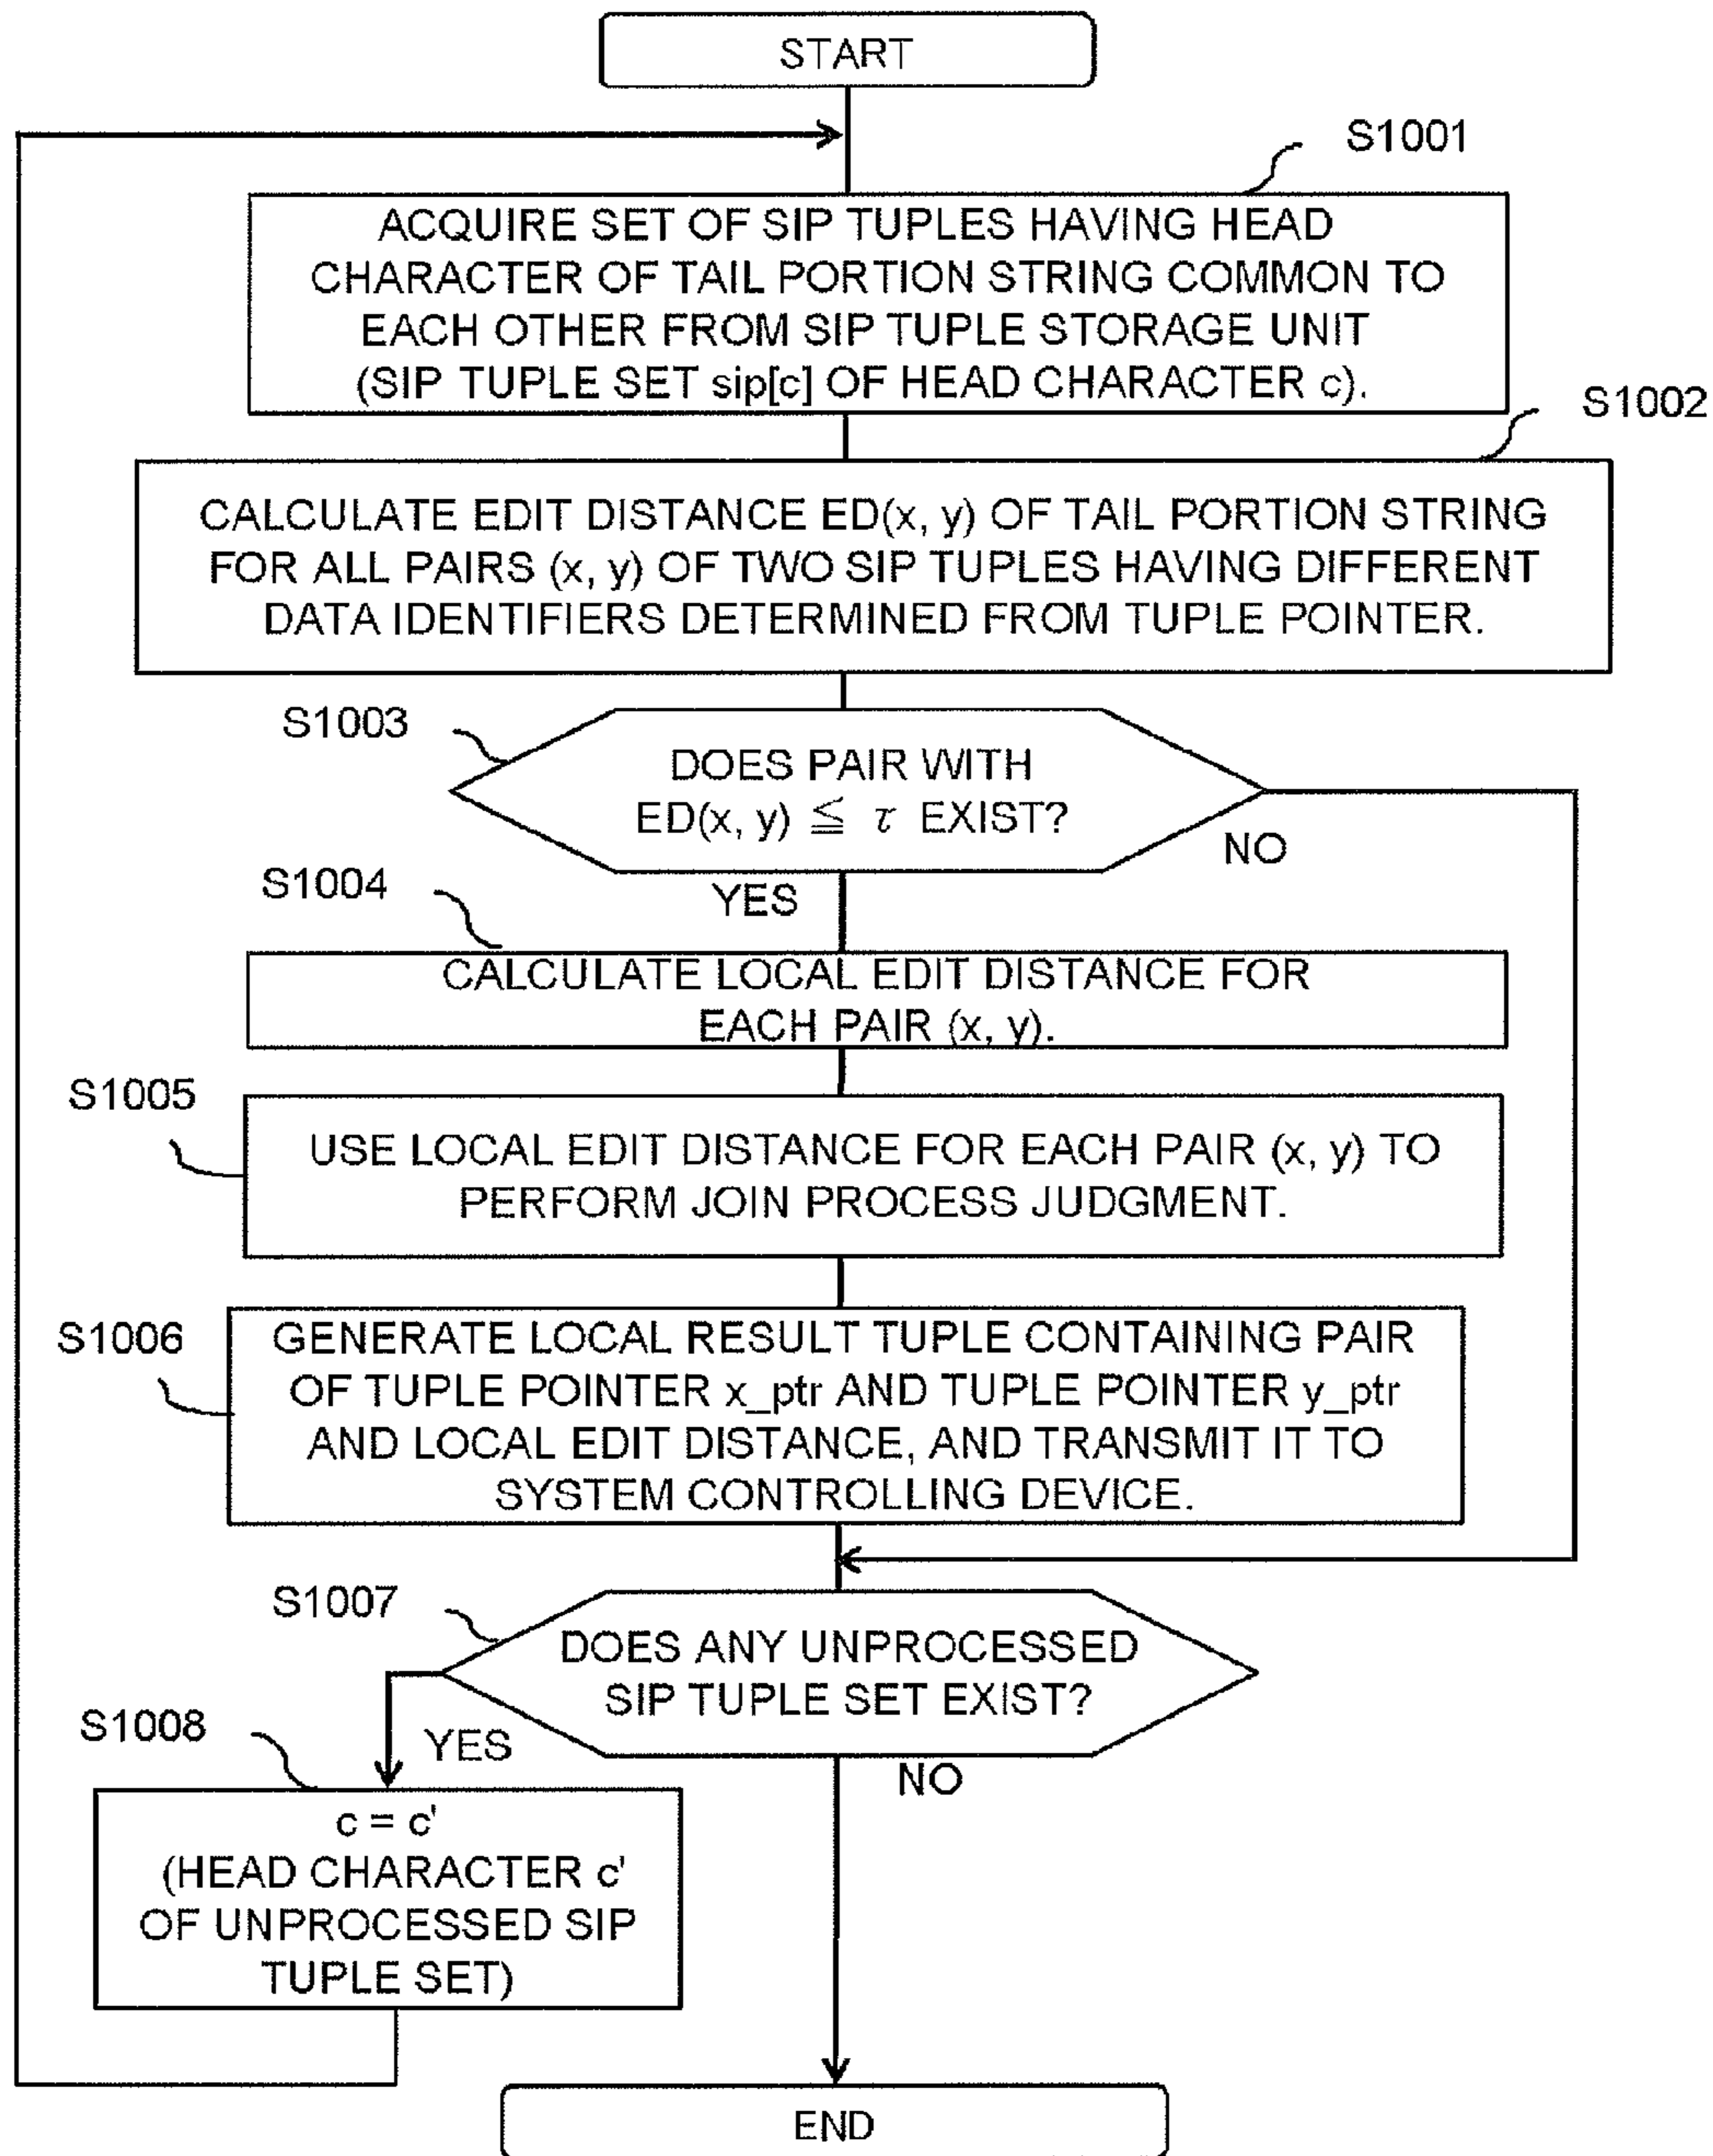 START
S1001
ACQUIRE SET OF SIP TUPLES HAVING HEAD
CHARACTER OF TAIL PORTION STRING COMMON TO
EACH OTHER FROM SIP TUPLE STORAGE UNIT
(SIP TUPLE SET sip[c] OF HEAD CHARACTER c).
S1002
CALCULATE EDIT DISTANCE ED(x, y) OF TAIL PORTION STRING
FOR ALL PAIRS (x, y) OF TWO SIP TUPLES HAVING DIFFERENT
DATA IDENTIFIERS DETERMINED FROM TUPLE POINTER.
S1003
DOES PAIR WITH
ED(x, y) ≦ τ EXIST?
NO
YES
S1004
CALCULATE LOCAL EDIT DISTANCE FOR
EACH PAIR (x, y).
S1005
USE LOCAL EDIT DISTANCE FOR EACH PAIR (x, y) TO
PERFORM JOIN PROCESS JUDGMENT.
S1006
GENERATE LOCAL RESULT TUPLE CONTAINING PAIR
OF TUPLE POINTER x_ptr AND TUPLE POINTER y_ptr
AND LOCAL EDIT DISTANCE, AND TRANSMIT IT TO
SYSTEM CONTROLLING DEVICE.
S1007
DOES ANY UNPROCESSED
SIP TUPLE SET EXIST?
YES
NO
S1008
c = c'
(HEAD CHARACTER c'
OF UNPROCESSED SIP
TUPLE SET)
END